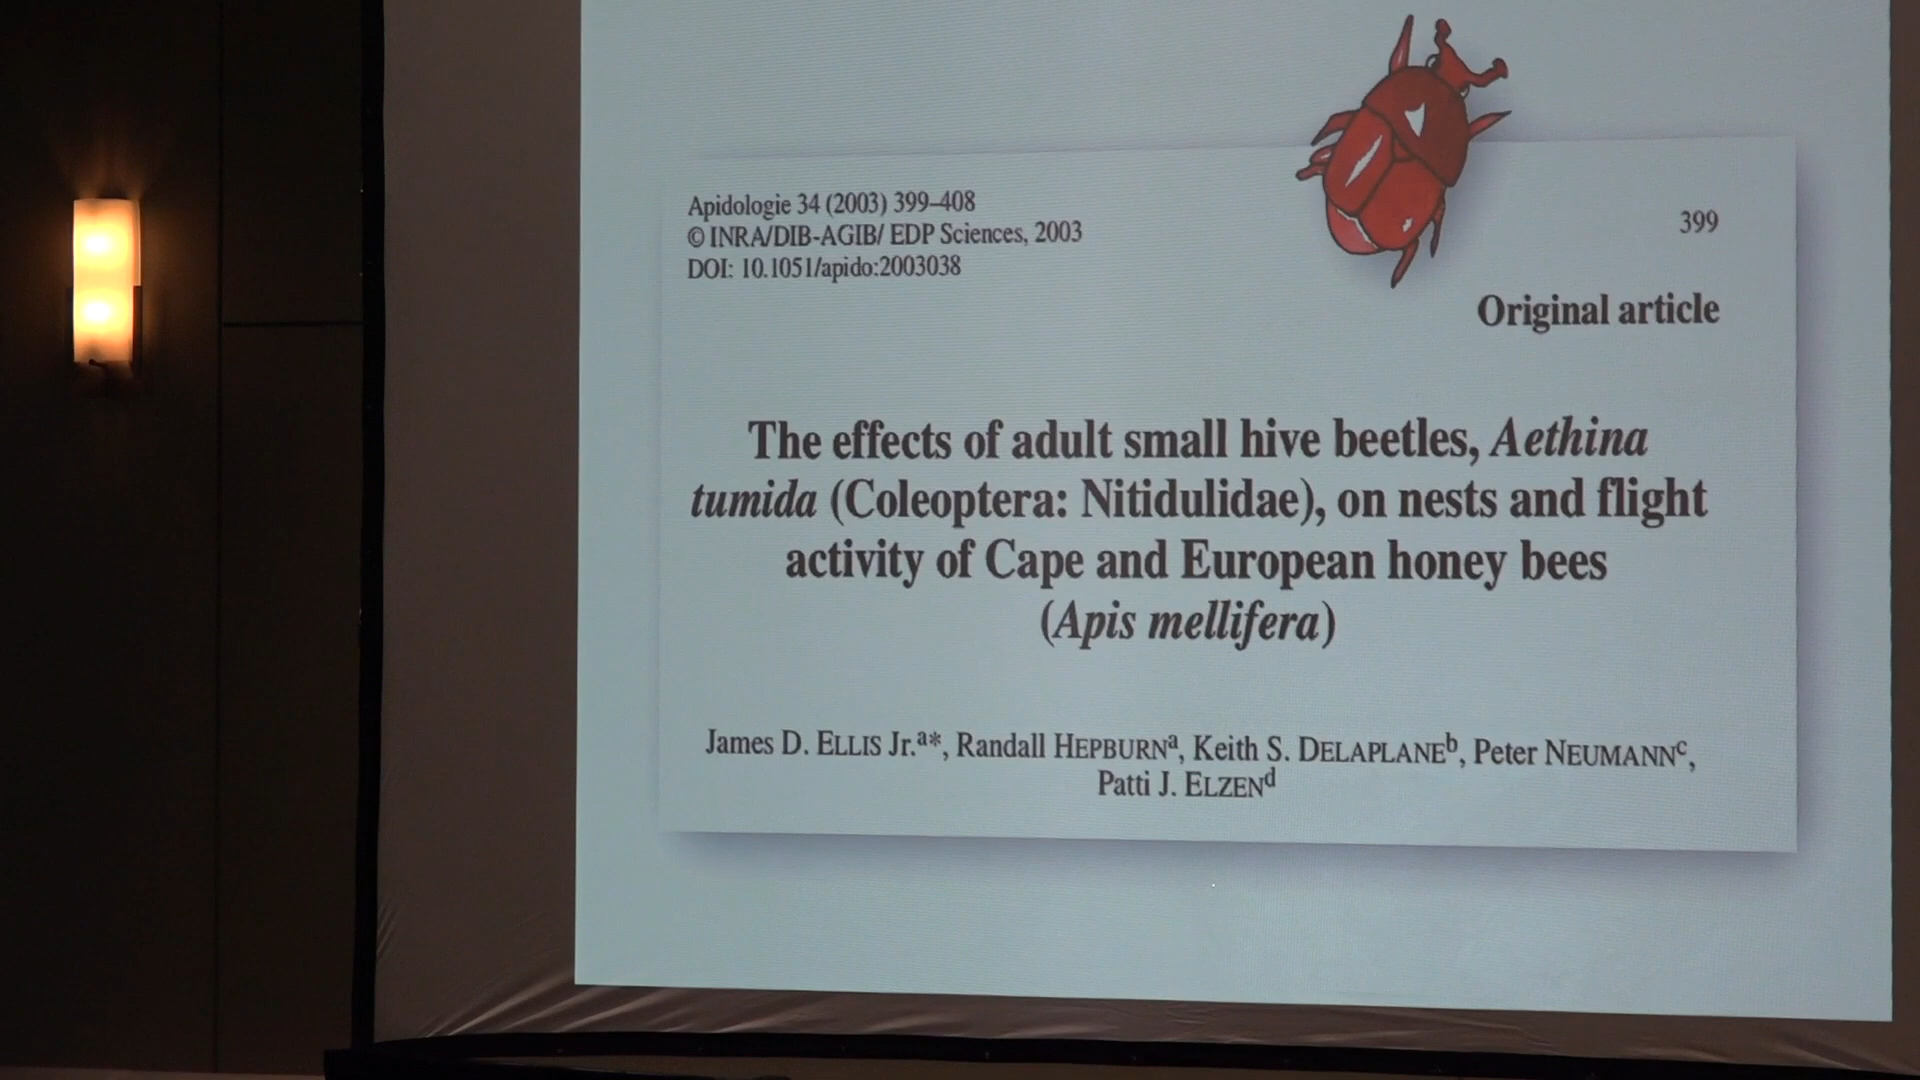 Apidologie 34 (2003) 399–408
© INRA/DIB-AGIB/ EDP Sciences, 2003
DOI: 10.1051/apido:2003038
399
Original article
The effects of adult small hive beetles, Aethina
tumida (Coleoptera: Nitidulidae), on nests and flight
activity of Cape and European honey bees
(Apis mellifera)
James D. ELLIS Jr.a*, Randall HEPBURNa, Keith S. DELAPLANEb, Peter NEUMANNc,
Patti J. ELZENd